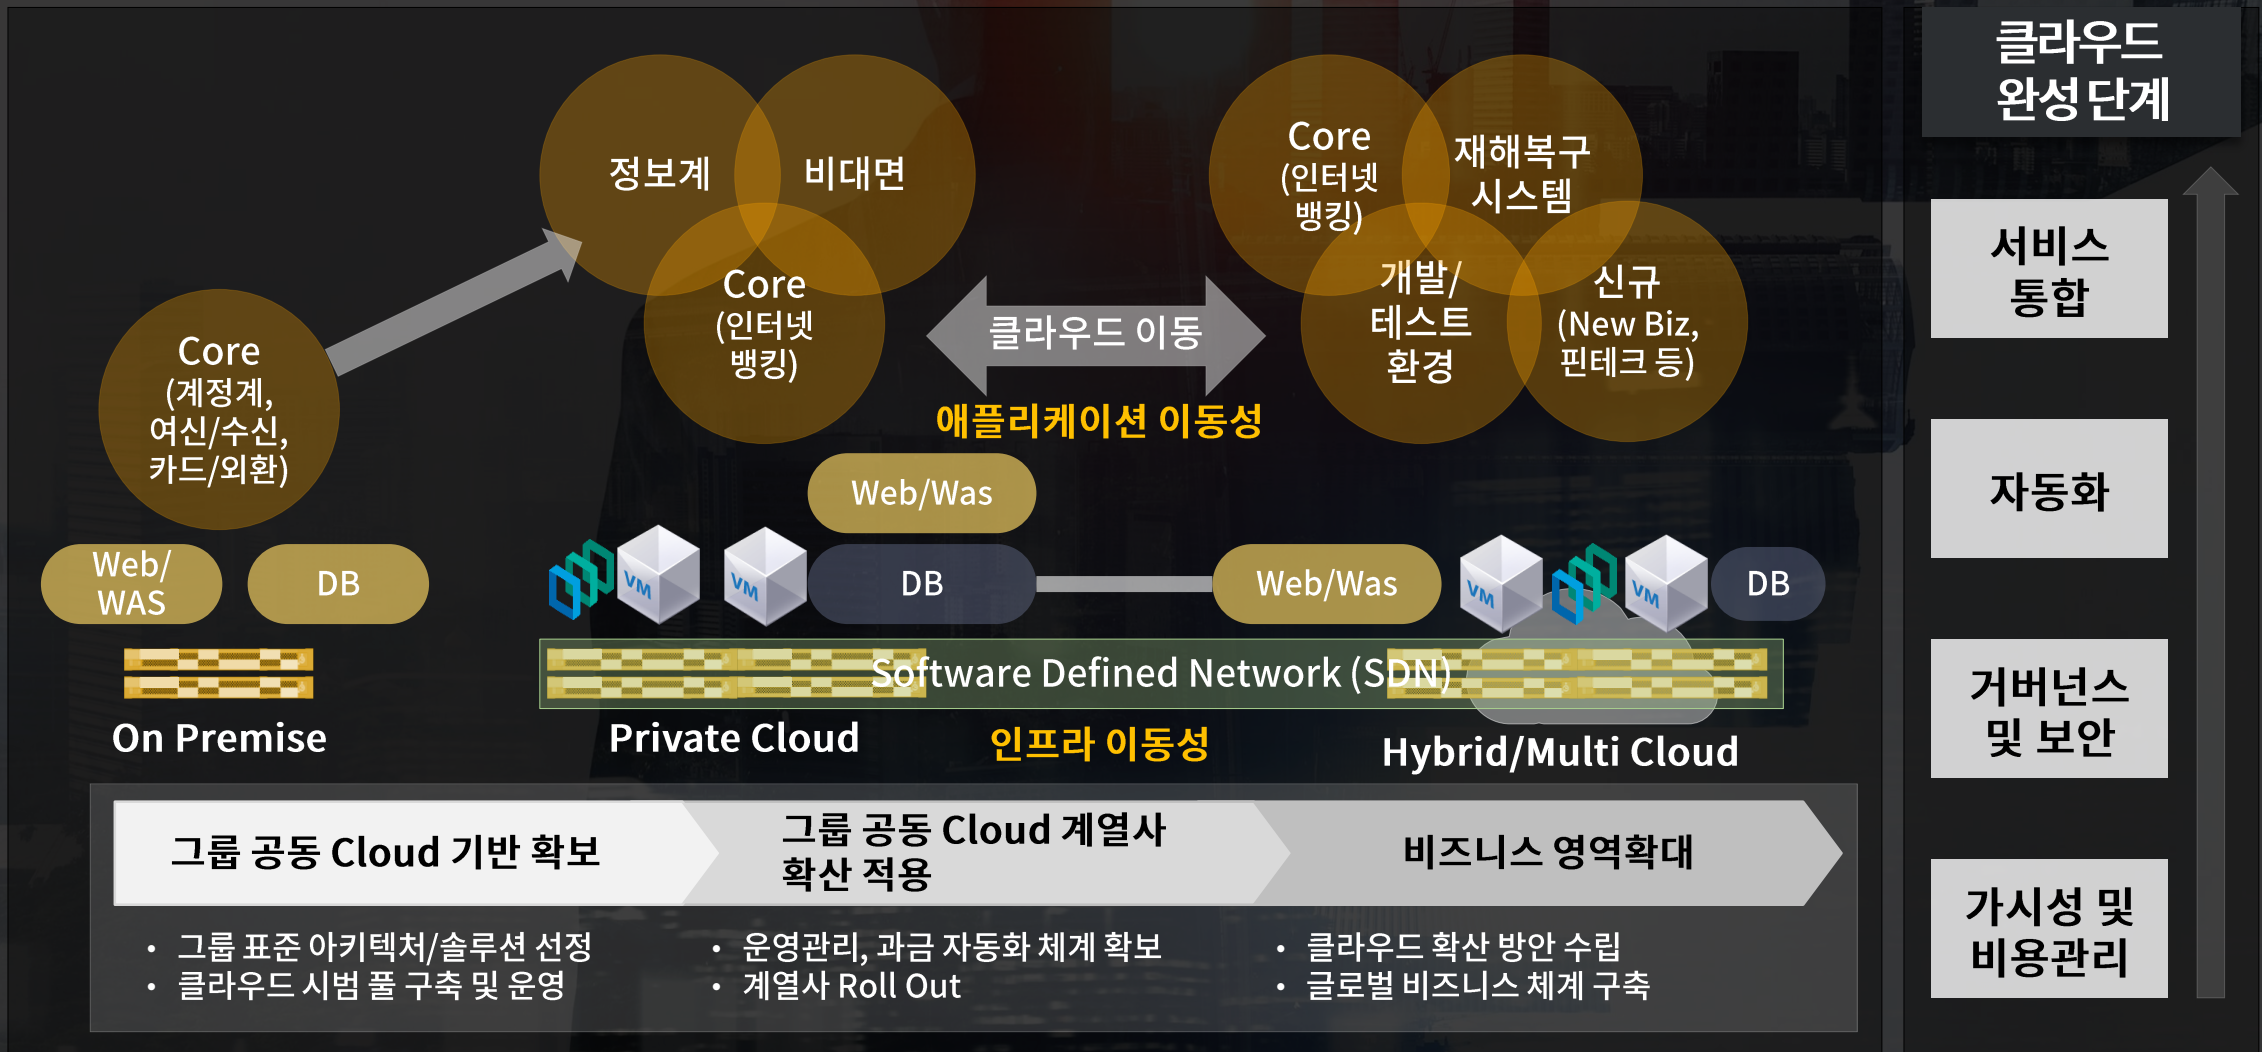 클라우드
완성 단계
정보계
비대면
Core
(인터넷
뱅킹)
Core
(인터넷
뱅킹)
재해복구
시스템
개발/
테스트
환경
신규
(New Biz,
핀테크 등)
Core
(계정계,
여신/수신,
카드/외환)
클라우드 이동
애플리케이션 이동성
Web/
WAS
DB
Web/Was
VM
VM
DB
Web/Was
VM
VM
DB
Software Defined Network (SDN)
On Premise
Private Cloud
인프라 이동성
Hybrid/Multi Cloud
그룹 공동 Cloud 기반 확보
• 그룹 표준 아키텍처/솔루션 선정
• 클라우드 시범 풀 구축 및 운영
그룹 공동 Cloud 계열사
확산 적용
• 운영관리, 과금 자동화 체계 확보
• 계열사 Roll Out
비즈니스 영역확대
• 클라우드 확산 방안 수립
• 글로벌 비즈니스 체계 구축
서비스
통합
자동화
거버넌스
및 보안
가시성 및
비용관리